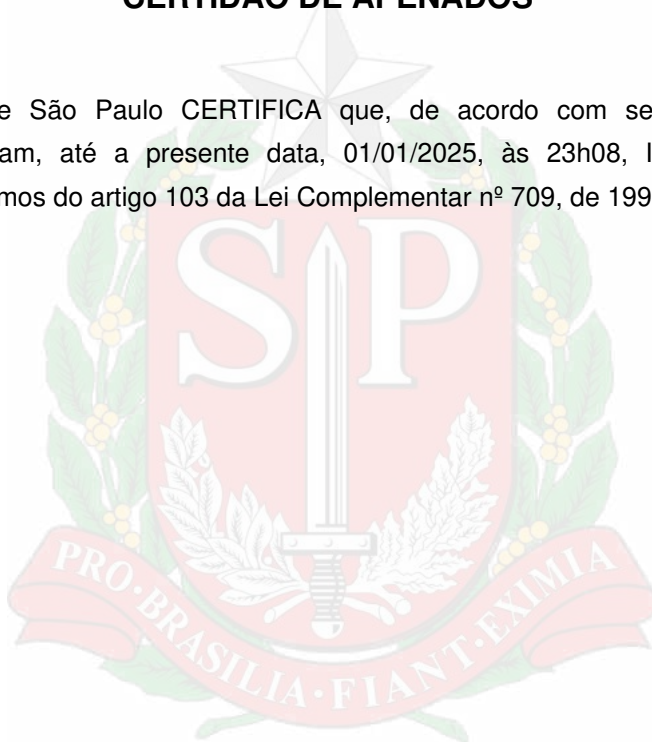 CERTIDÃO DE APENADOS
e São Paulo CERTIFICA que, de acordo com se
am, até a presente data, 01/01/2025, às 23h08,
mos do artigo 103 da Lei Complementar nº 709, de 199
SP
PRO·BRASILIA·FIANT·EXIMIA